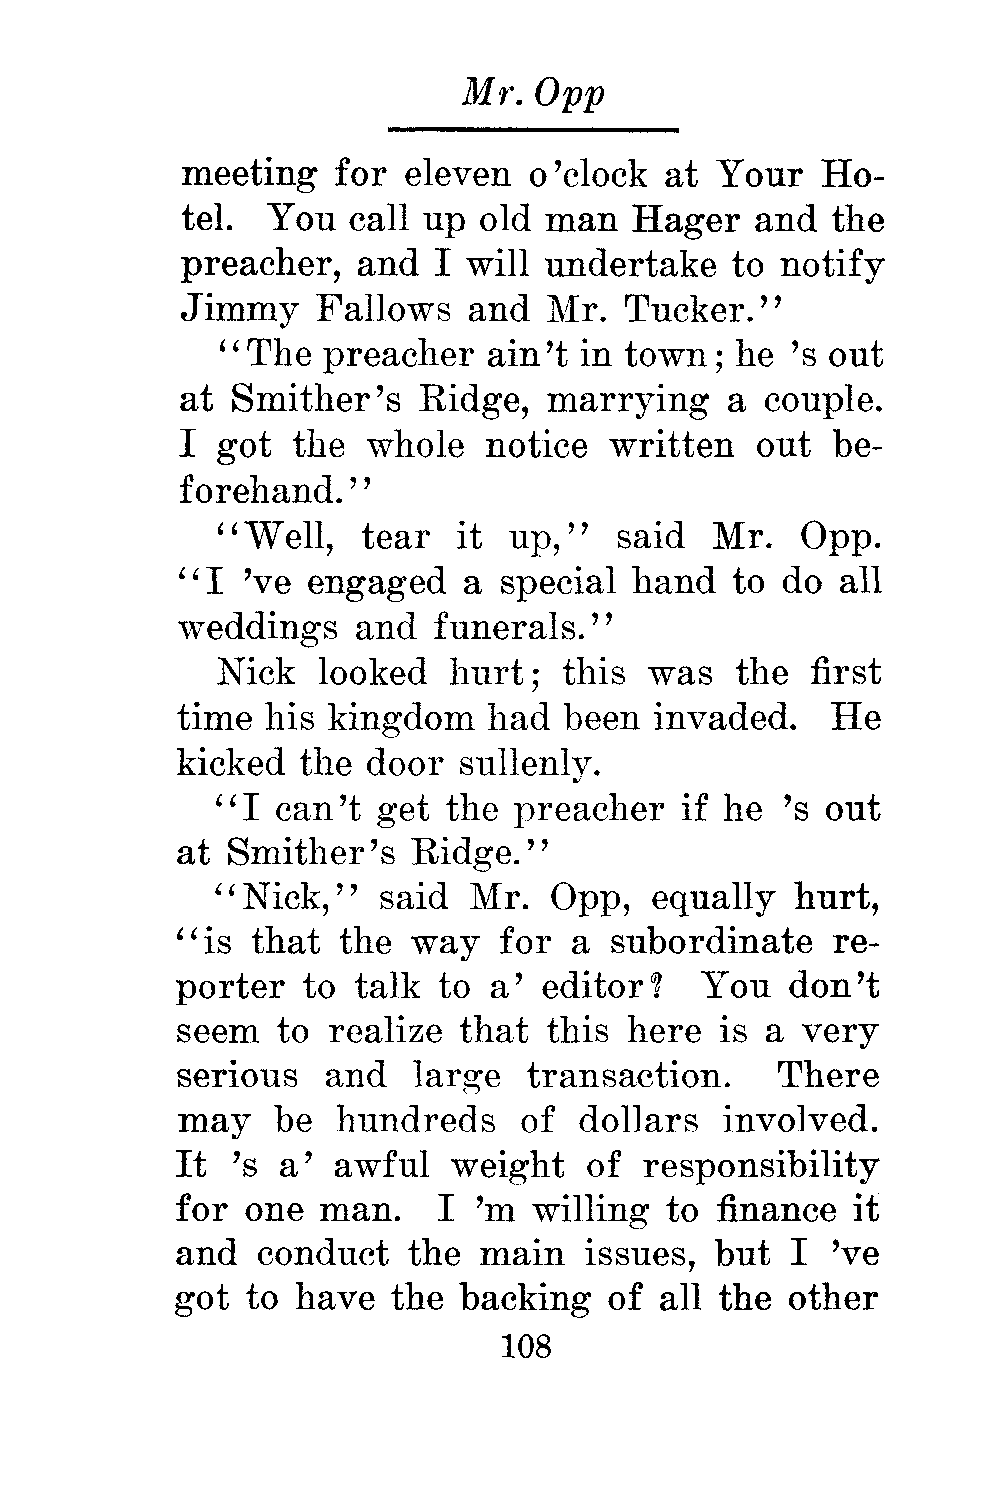 Mr. Opp
meeting for eleven o'clock at Your Ho-
tel. You call up old man Hager and the
preacher, and I will undertake to notify
Jimmy Fallows and Mr. Tucker."
"The preacher ain't in town; he 's out
at Smither's Ridge, marrying a couple.
I got the whole notice written out be-
forehand."
"Well, tear it up," said Mr. Opp.
"I 've engaged a special hand to do all
weddings and funerals."
Nick looked hurt; this was the first
time his kingdom had been invaded. He
kicked the door sullenly.
"I can't get the preacher if he 's out
at Smither's Ridge."
"Nick," said Mr. Opp, equally hurt,
"is that the way for a subordinate re-
porter to talk to a' editor? You don't
seem to realize that this here is a very
serious and large transaction. There
may be hundreds of dollars involved.
It 's a' awful weight of responsibility
for one man. I 'm willing to finance it
and conduct the main issues, but I 've
got to have the backing of all the other
108